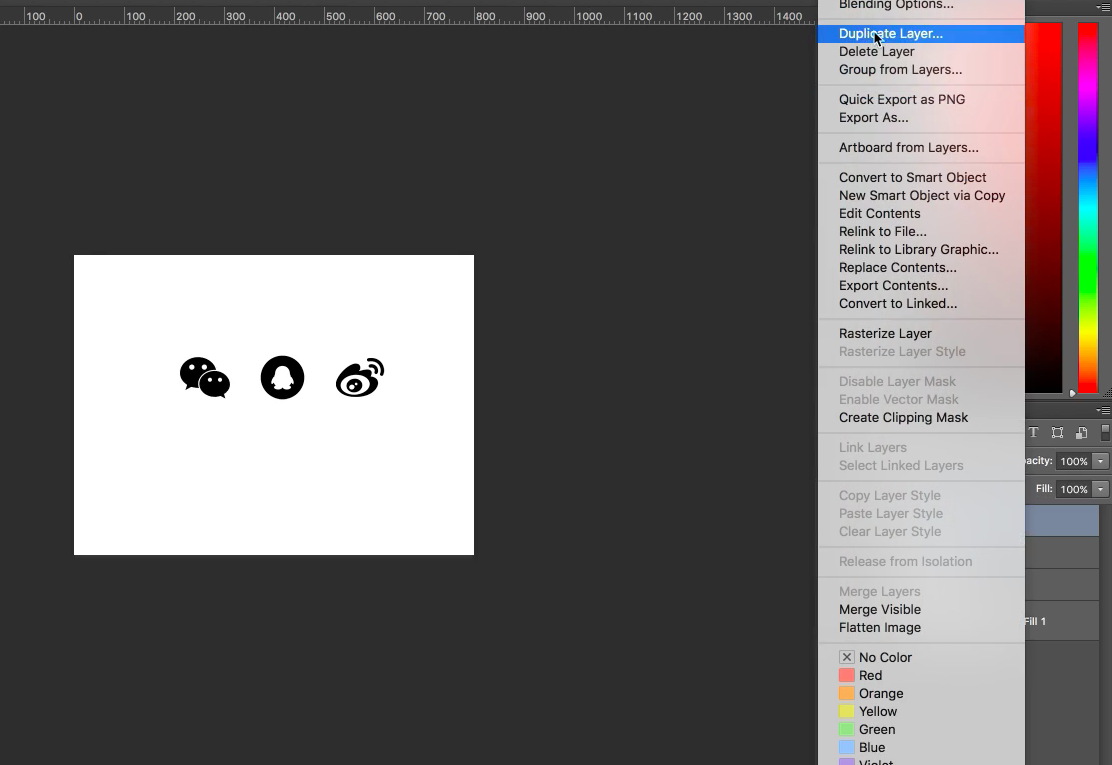 100 0 100 200 300 400 500 600 700 800 900 1000 1100 1200 1300 1400
Blending Options...
Duplicate Layer...
Delete Layer
Group from Layers...
Quick Export as PNG
Export As...
Artboard from Layers...
Convert to Smart Object
New Smart Object via Copy
Edit Contents
Relink to File...
Relink to Library Graphic...
Replace Contents...
Export Contents...
Convert to Linked...
Rasterize Layer
Rasterize Layer Style
Disable Layer Mask
Enable Vector Mask
Create Clipping Mask
Link Layers
Select Linked Layers
Copy Layer Style
Paste Layer Style
Clear Layer Style
Release from Isolation
Merge Layers
Merge Visible
Flatten Image
No Color
Red
Orange
Yellow
Green
Blue
Violet
T
acity: 100%
Fill: 100%
Fill 1